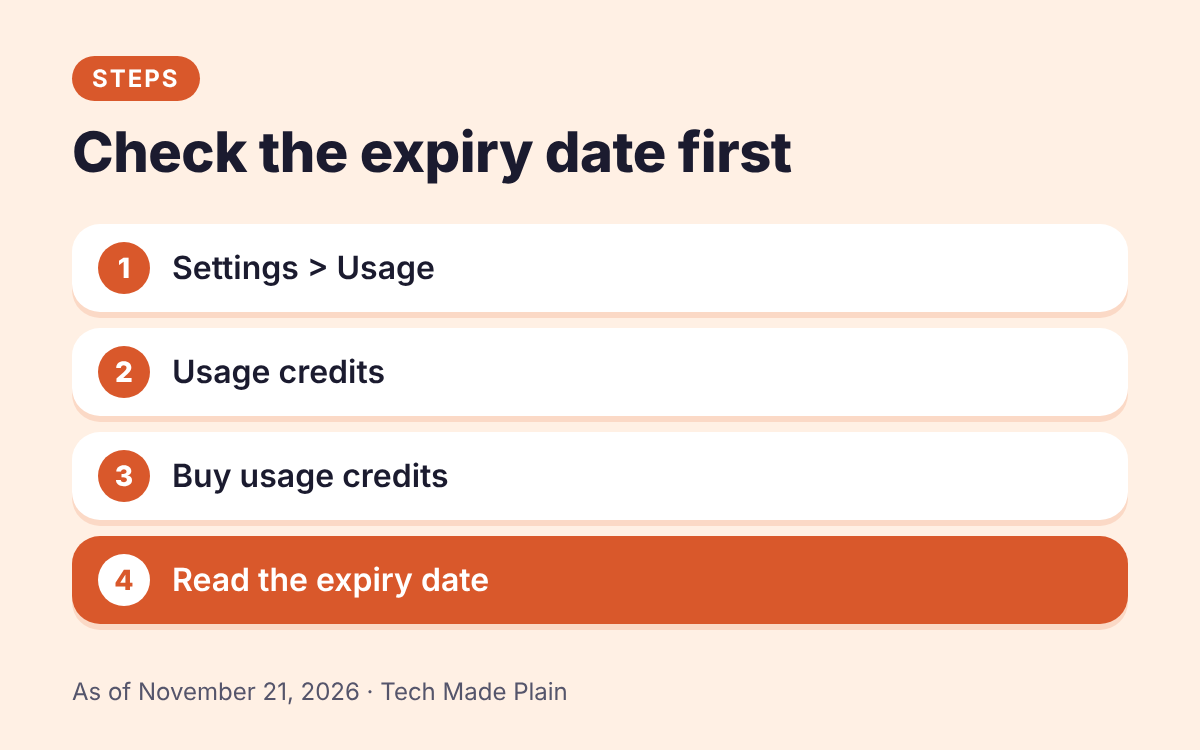 STEPS
Check the expiry date first
1 Settings > Usage
2 Usage credits
3 Buy usage credits
4 Read the expiry date
As of November 21, 2026 · Tech Made Plain